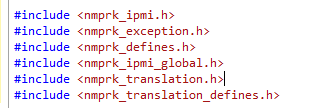 #include <nmprk_ipmi.h>
#include <nmprk_exception.h>
#include <nmprk_defines.h>
#include <nmprk_ipmi_global.h>
#include <nmprk_translation.h>
#include <nmprk_translation_defines.h>